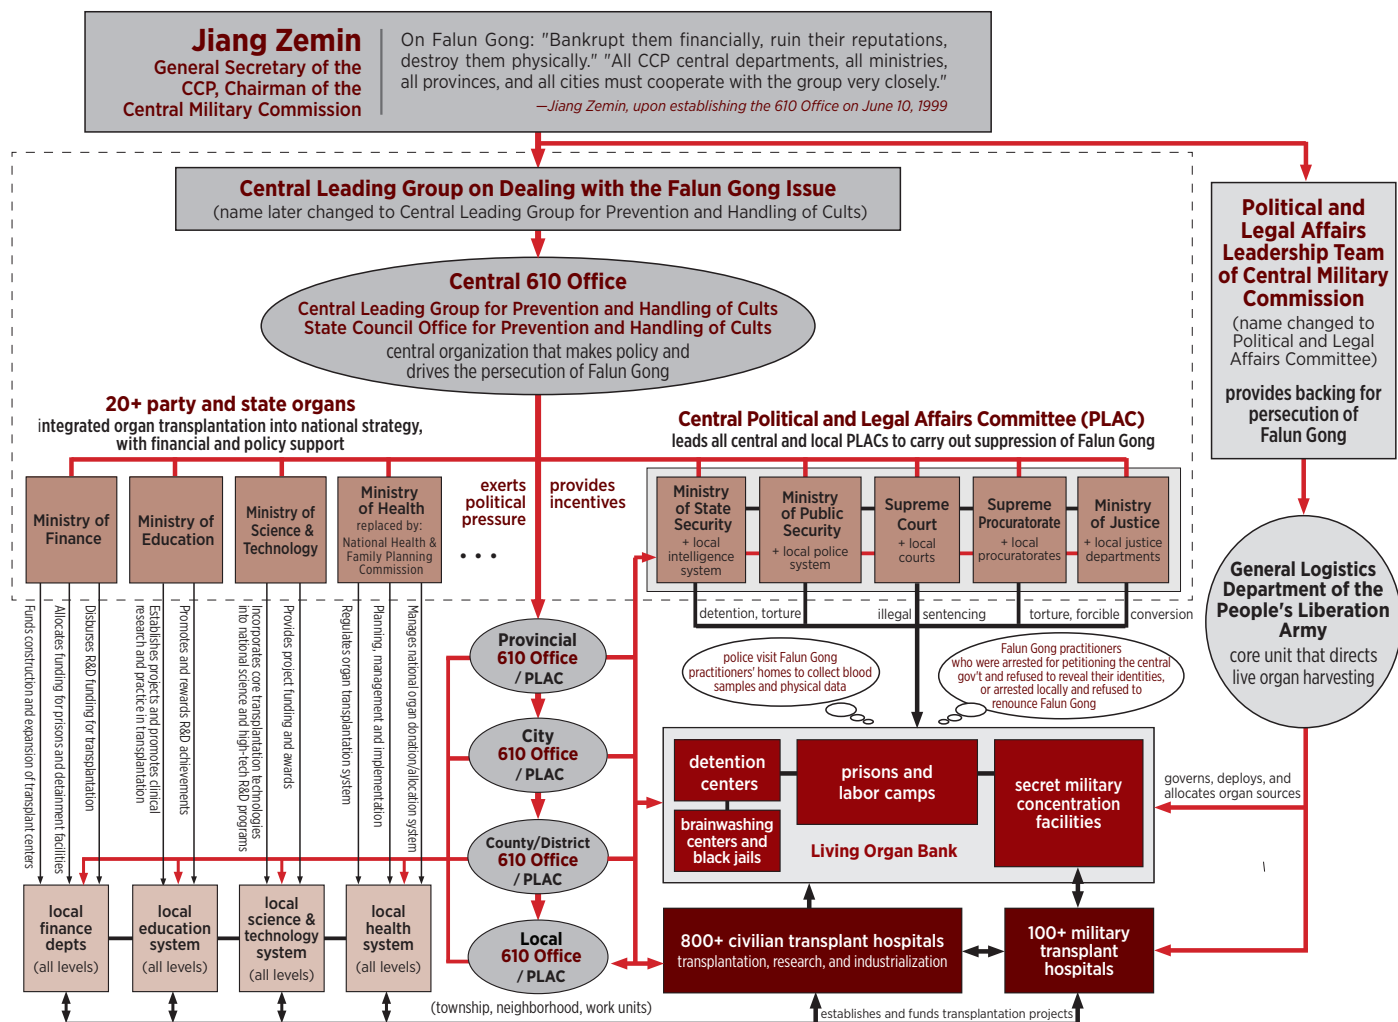 Jiang Zemin
General Secretary of the
CCP, Chairman of the
Central Military Commission
On Falun Gong: "Bankrupt them financially, ruin their reputations,
destroy them physically." "All CCP central departments, all ministries,
all provinces, and all cities must cooperate with the group very closely."
—Jiang Zemin, upon establishing the 610 Office on June 10, 1999
Central Leading Group on Dealing with the Falun Gong Issue
(name later changed to Central Leading Group for Prevention and Handling of Cults)
Central 610 Office
Central Leading Group for Prevention and Handling of Cults
State Council Office for Prevention and Handling of Cults
central organization that makes policy and
drives the persecution of Falun Gong
Political and
Legal Affairs
Leadership Team
of Central Military
Commission
(name changed to
Political and Legal
Affairs Committee)
provides backing for
persecution of
Falun Gong
20+ party and state organs
integrated organ transplantation into national strategy,
with financial and policy support
Central Political and Legal Affairs Committee (PLAC)
leads all central and local PLACs to carry out suppression of Falun Gong
Ministry of
Finance
Ministry of
Education
Ministry of
Science &
Technology
Ministry
of Health
replaced by:
National Health &
Family Planning
Commission
• • •
exerts
political
pressure
provides
incentives
Ministry
of State
Security
+ local
intelligence
system
Ministry
of Public
Security
+ local police
system
Supreme
Court
+ local
courts
Supreme
Procuratorate
+ local
procuratorates
Ministry
of Justice
+ local justice
departments
General Logistics
Department of the
People's Liberation
Army
core unit that directs
live organ harvesting
Funds construction and expansion of transplant centers
Allocates funding for prisons and detainment facilities
Disburses R&D funding for transplantation
Establishes projects and promotes clinical
research and practice in transplantation
Promotes and rewards R&D achievements
Incorporates core transplantation technologies
into national science and high-tech R&D programs
Provides project funding and awards
Regulates organ transplantation system
Planning, management and implementation
Manages national organ donation/allocation system
detention, torture
illegal sentencing
torture, forcible conversion
police visit Falun Gong
practitioners' homes to collect blood
samples and physical data
Falun Gong practitioners
who were arrested for petitioning the central
gov't and refused to reveal their identities,
or arrested locally and refused to
renounce Falun Gong
Provincial
610 Office
/ PLAC
City
610 Office
/ PLAC
County/District
610 Office
/ PLAC
Local
610 Office
/ PLAC
(township, neighborhood, work units)
detention
centers
prisons and
labor camps
secret military
concentration
facilities
brainwashing
centers and
black jails
Living Organ Bank
governs, deploys, and
allocates organ sources
local
finance
depts
(all levels)
local
education
system
(all levels)
local
science &
technology
system
(all levels)
local
health
system
(all levels)
800+ civilian transplant hospitals
transplantation, research, and industrialization
100+ military
transplant
hospitals
establishes and funds transplantation projects